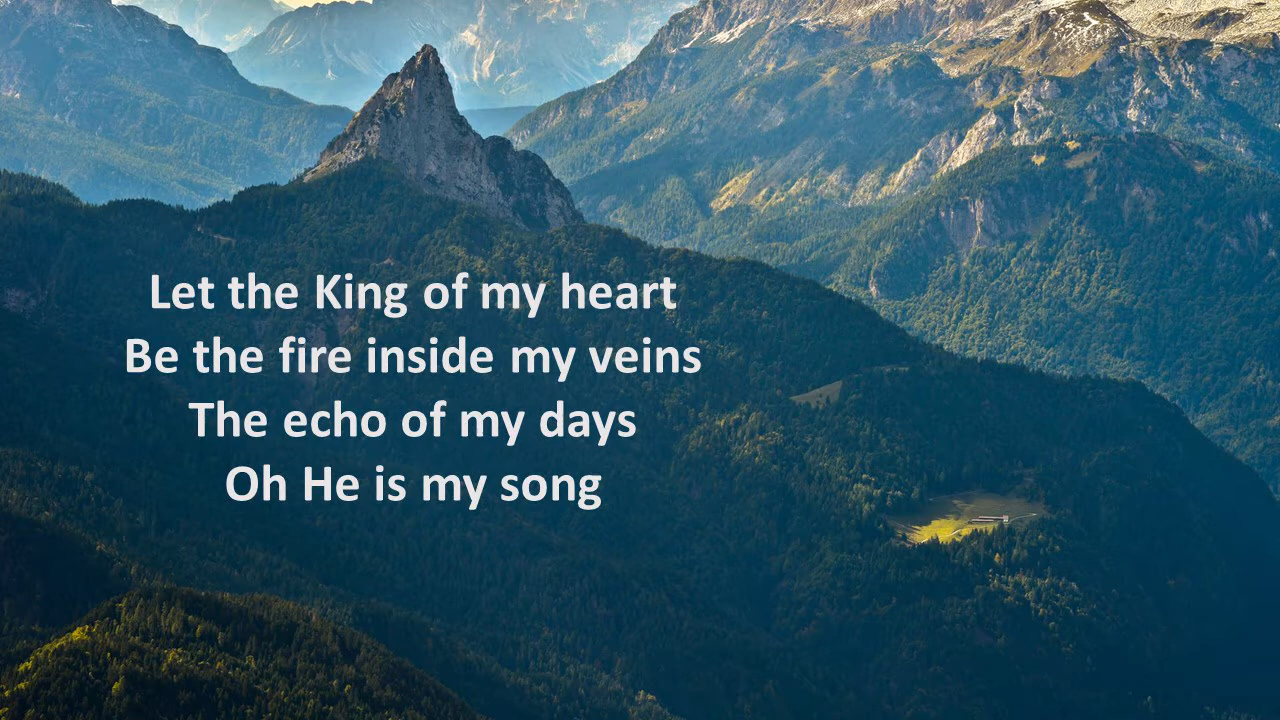 Let the King of my heart
Be the fire inside my veins
The echo of my days
Oh He is my song